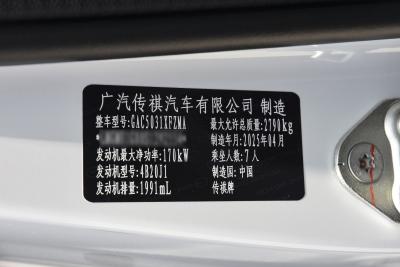 广汽传祺汽车有限公司 制造
整车型号:GAC5031XFZMA
最大允许总质量:2790kg
制造年月:2025年04月
发动机最大净功率:170kW
乘坐人数:7人
发动机型号:4B20J1
制造国:中国
发动机排量:1991mL
传祺牌